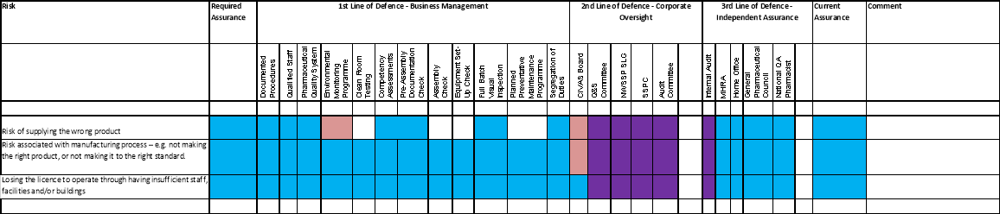 Risk
Required
Assurance
1st Line of Defence - Business Management
2nd Line of Defence - Corporate
Oversight
3rd Line of Defence -
Independent Assurance
Current
Assurance
Comment
Documented
Procedures
Qualified Staff
Pharmaceutical
Quality System
Environmental
Monitoring
Programme
Clean Room
Testing
Competency
Assessments
Pre-Assembly
Documentation
Check
Assembly
Check
Equipment Set-
Up Check
Full Batch
Visual
Inspection
Planned
Preventative
Maintenance
Programme
Segregation of
Duties
CIVAS Board
Q&S
Committee
NWSSP SLG
SSPC
Audit
Committee
Internal Audit
MHRA
Home Office
General
Pharmaceutical
Council
National QA
Pharmacist
Risk of supplying the wrong product
Risk associated with manufacturing process – e.g. not making
the right product, or not making it to the right standard.
Losing the licence to operate through having insufficient staff,
facilities and/or buildings